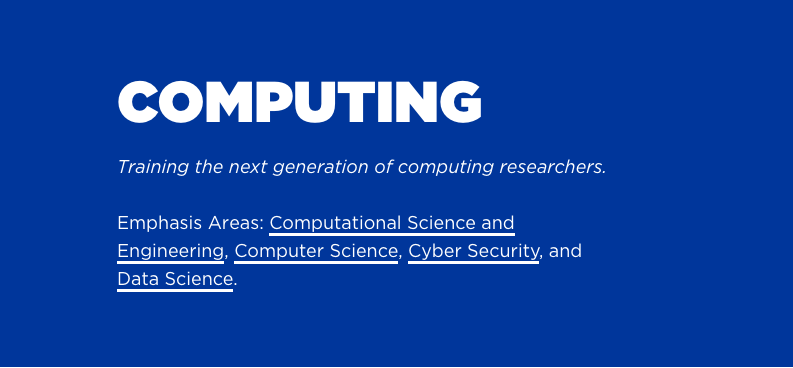 COMPUTING
Training the next generation of computing researchers.
Emphasis Areas: Computational Science and
Engineering, Computer Science, Cyber Security, and
Data Science.